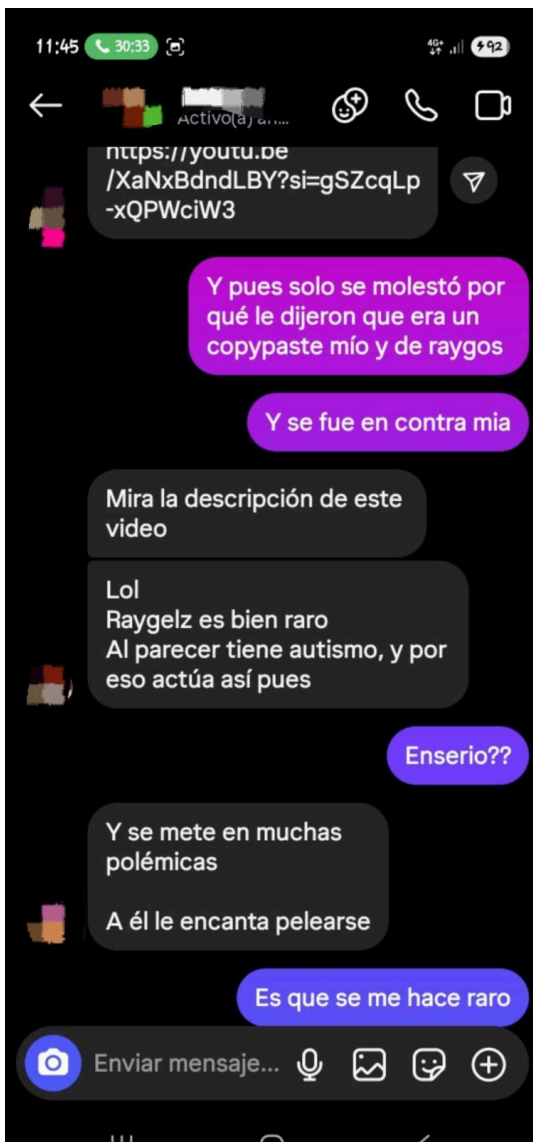 11:45
30:33
4G+
92
Activo(a)
https://youtu.be
/XaNxBdndLBY?si=gSZcqLp
-xQPWciW3
Y pues solo se molestó por
qué le dijeron que era un
copypaste mío y de raygos
Y se fue en contra mia
Mira la descripción de este
video
Lol
Raygelz es bien raro
Al parecer tiene autismo, y por
eso actúa así pues
Enserio??
Y se mete en muchas
polémicas
A él le encanta pelearse
Es que se me hace raro
Enviar mensaje...